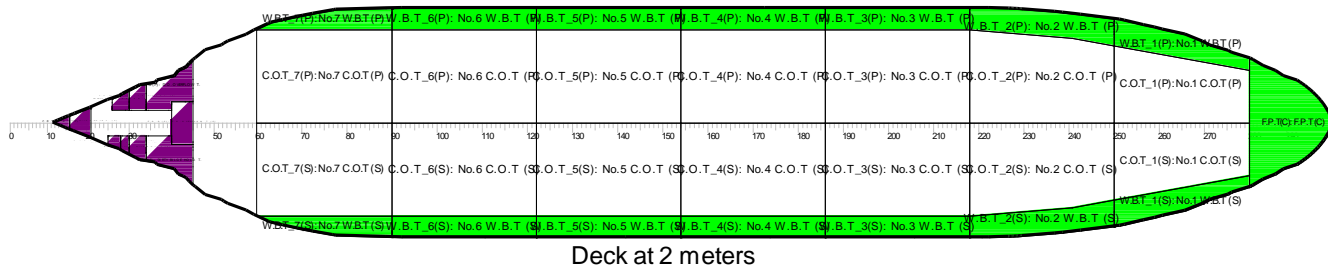 W.B.T_7(P): No.7 W.B.T (P) W.B.T_6(P): No.6 W.B.T (P) W.B.T_5(P): No.5 W.B.T (P) W.B.T_4(P): No.4 W.B.T (P) W.B.T_3(P): No.3 W.B.T (P)
W.B.T_2(P): No.2 W.B.T (P)
W.B.T_1(P): No.1 W.B.T (P)
C.O.T_7(P): No.7 C.O.T (P) C.O.T_6(P): No.6 C.O.T (P) C.O.T_5(P): No.5 C.O.T (P) C.O.T_4(P): No.4 C.O.T (P) C.O.T_3(P): No.3 C.O.T (P) C.O.T_2(P): No.2 C.O.T (P)
C.O.T_1(P): No.1 C.O.T (P)
F.P.T(C): F.P.T(C)
0 10 20 30 40 50 60 70 80 90 100 110 120 130 140 150 160 170 180 190 200 210 220 230 240 250 260 270
C.O.T_1(S): No.1 C.O.T (S)
C.O.T_7(S): No.7 C.O.T (S) C.O.T_6(S): No.6 C.O.T (S) C.O.T_5(S): No.5 C.O.T (S) C.O.T_4(S): No.4 C.O.T (S) C.O.T_3(S): No.3 C.O.T (S) C.O.T_2(S): No.2 C.O.T (S)
W.B.T_1(S): No.1 W.B.T (S)
W.B.T_2(S): No.2 W.B.T (S)
W.B.T_7(S): No.7 W.B.T (S) W.B.T_6(S): No.6 W.B.T (S) W.B.T_5(S): No.5 W.B.T (S) W.B.T_4(S): No.4 W.B.T (S) W.B.T_3(S): No.3 W.B.T (S)
Deck at 2 meters